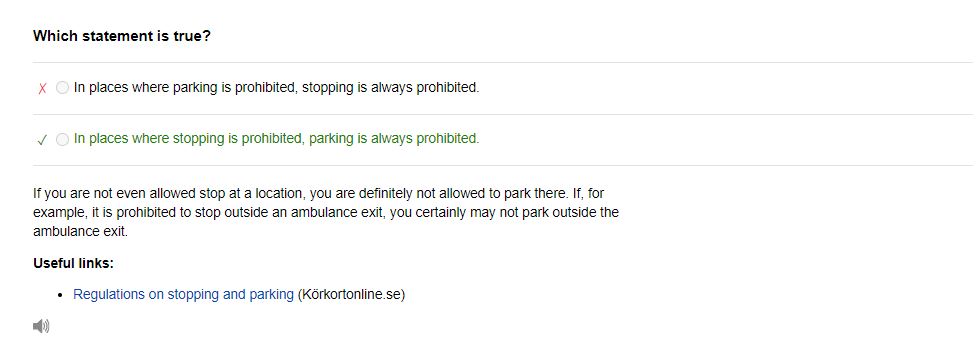 Which statement is true?
In places where parking is prohibited, stopping is always prohibited.
In places where stopping is prohibited, parking is always prohibited.
If you are not even allowed stop at a location, you are definitely not allowed to park there. If, for
example, it is prohibited to stop outside an ambulance exit, you certainly may not park outside the
ambulance exit.
Useful links:
Regulations on stopping and parking (Körkortonline.se)